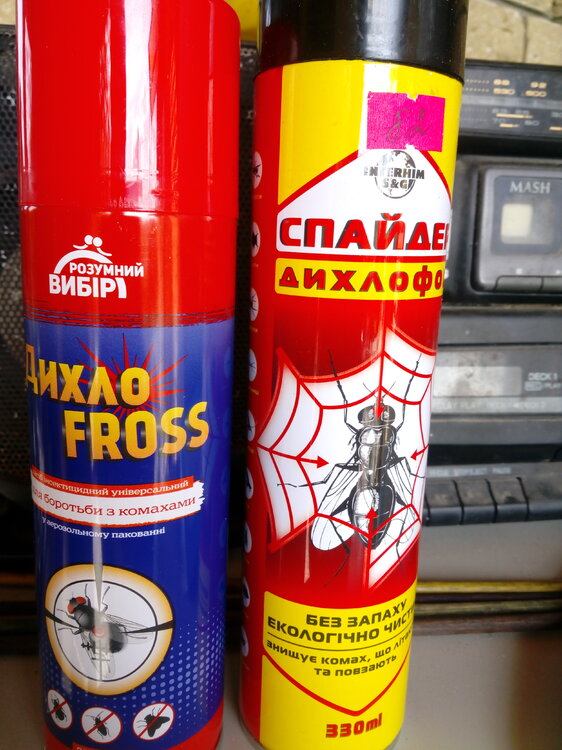 РОЗУМНИЙ
ВИБІР
ДИХЛО
FROSS
інсектицидний універсальний
боротьби з комахами
у аерозольному пакованні
INTERHIM
S&G
СПАЙДЕ
ДИХЛОФО
БЕЗ ЗАПАХУ
ЕКОЛОГІЧНО ЧИСТ
знищує комах, що літа
та повзають
330ml
MASH
DECK 1